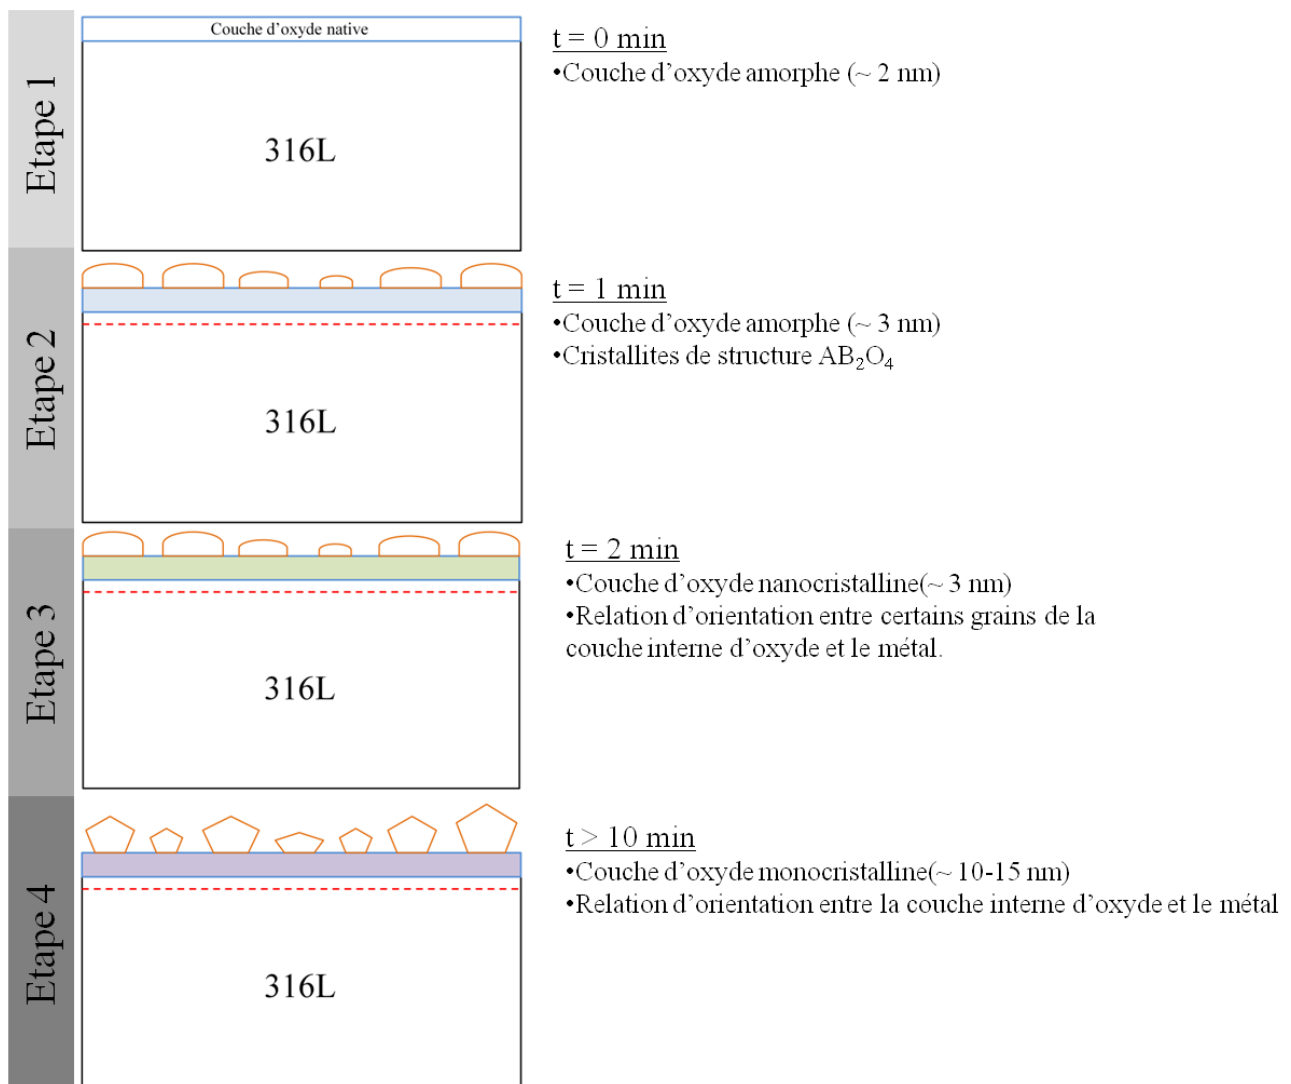 Etape 1
Couche d'oxyde native
316L
t = 0 min
•Couche d'oxyde amorphe (~ 2 nm)
Etape 2
316L
t = 1 min
•Couche d'oxyde amorphe (~ 3 nm)
•Cristallites de structure AB₂O₄
Etape 3
316L
t = 2 min
•Couche d'oxyde nanocristalline(~ 3 nm)
•Relation d'orientation entre certains grains de la
couche interne d'oxyde et le métal.
Etape 4
316L
t > 10 min
•Couche d'oxyde monocristalline(~ 10-15 nm)
•Relation d'orientation entre la couche interne d'oxyde et le métal